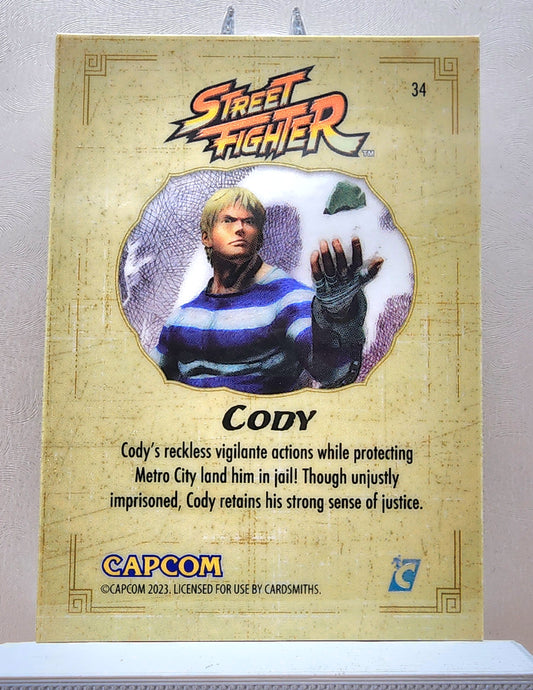 34
STREET
FIGHTER™
CODY
Cody's reckless vigilante actions while protecting
Metro City land him in jail! Though unjustly
imprisoned, Cody retains his strong sense of justice.
CAPCOM
©CAPCOM 2023. LICENSED FOR USE BY CARDSMITHS.
C